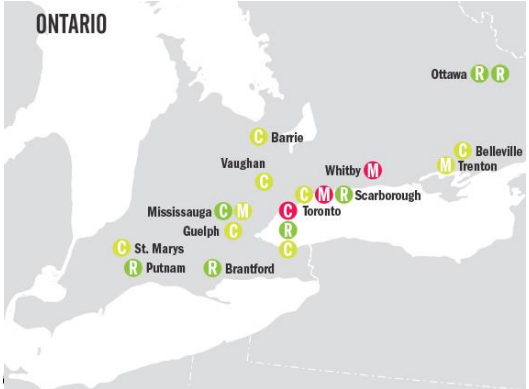 ONTARIO
Ottawa R R
C Barrie
Vaughan
C
Whitby M
C Belleville
M Trenton
C M R Scarborough
Mississauga C M
C Toronto
Guelph C
R
C St. Marys
C
R Putnam
R Brantford